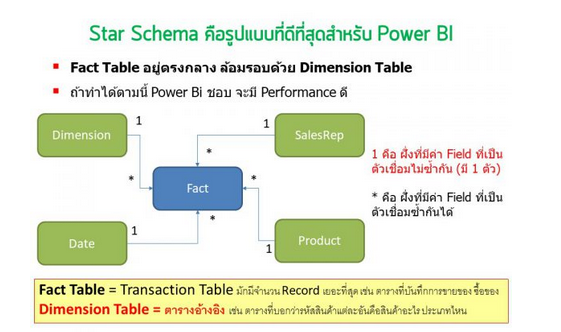 Star Schema คือรูปแบบที่ดีที่สุดสำหรับ Power BI
Fact Table อยู่ตรงกลาง ล้อมรอบด้วย Dimension Table
ถ้าทำได้ตามนี้ Power Bi ชอบ จะมี Performance ดี
Dimension
1
*
SalesRep
1
*
Fact
Date
1
*
Product
1
*
1 คือ ฝั่งที่มีค่า Field ที่เป็น
ตัวเชื่อมไม่ซ้ำกัน (มี 1 ตัว)
* คือ ฝั่งที่มีค่า Field ที่เป็น
ตัวเชื่อมซ้ำกันได้
Fact Table = Transaction Table มักมีจำนวน Record เยอะที่สุด เช่น ตารางที่บันทึกการขายของ ซื้อของ
Dimension Table = ตารางอ้างอิง เช่น ตารางที่บอกว่ารหัสสินค้าแต่ละอันคือสินค้าอะไร ประเภทไหน